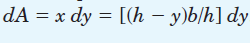 dA = x dy = [(h − y)b/h] dy